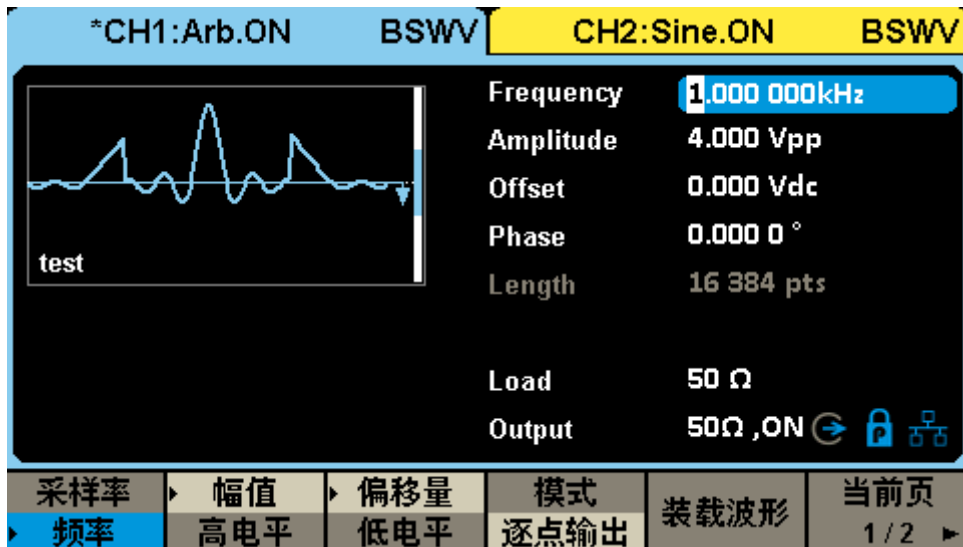 *CH1:Arb.ON BSWV CH2:Sine.ON BSWV
Frequency 1.000 000kHz
Amplitude 4.000 Vpp
Offset 0.000 Vdc
Phase 0.000 0 °
test
Length 16 384 pts
Load 50 Ω
Output 50Ω ,ON
P
采样率 幅值 偏移量 模式 装载波形 当前页
频率 高电平 低电平 逐点输出 1 / 2